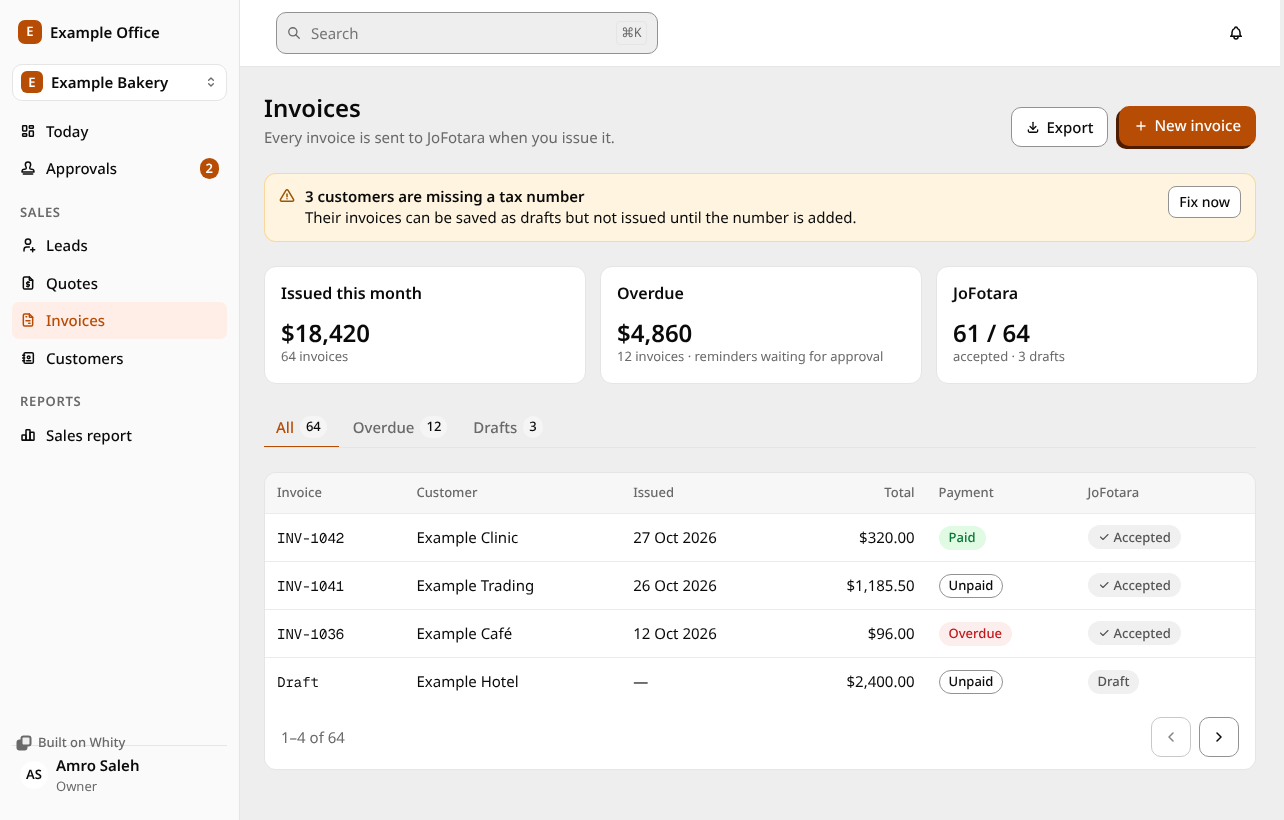 E Example Office
E Example Bakery
Today
Approvals 2
SALES
Leads
Quotes
Invoices
Customers
REPORTS
Sales report
Built on Whity
AS Amro Saleh
Owner
Search ⌘K
Invoices
Every invoice is sent to JoFotara when you issue it.
Export
+ New invoice
3 customers are missing a tax number
Their invoices can be saved as drafts but not issued until the number is added.
Fix now
Issued this month
$18,420
64 invoices
Overdue
$4,860
12 invoices · reminders waiting for approval
JoFotara
61 / 64
accepted · 3 drafts
All 64 Overdue 12 Drafts 3
Invoice Customer Issued Total Payment JoFotara
INV-1042 Example Clinic 27 Oct 2026 $320.00 Paid ✓ Accepted
INV-1041 Example Trading 26 Oct 2026 $1,185.50 Unpaid ✓ Accepted
INV-1036 Example Café 12 Oct 2026 $96.00 Overdue ✓ Accepted
Draft Example Hotel — $2,400.00 Unpaid Draft
1–4 of 64